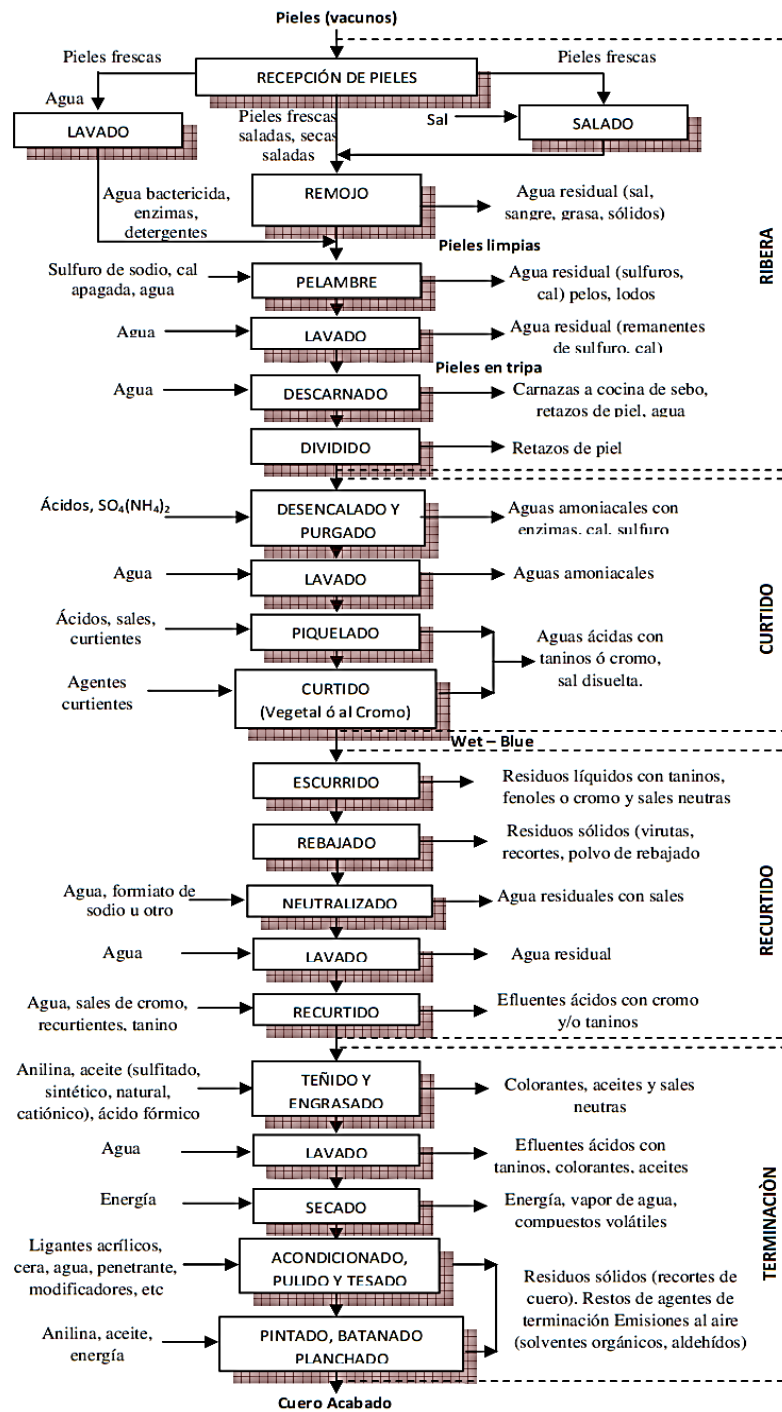 Pieles (vacunos)
Pieles frescas
RECEPCIÓN DE PIELES
Pieles frescas
Agua
LAVADO
Pieles frescas
saladas, secas
saladas
Sal
SALADO
REMOJO
Agua residual (sal,
sangre, grasa, sólidos)
Agua bactericida,
enzimas,
detergentes
Pieles limpias
RIBERA
Sulfuro de sodio, cal
apagada, agua
PELAMBRE
Agua residual (sulfuros,
cal) pelos, lodos
Agua
LAVADO
Agua residual (remanentes
de sulfuro, cal)
Pieles en tripa
Agua
DESCARNADO
Carnazas a cocina de sebo,
retazos de piel, agua
DIVIDIDO
Retazos de piel
Ácidos, SO₄(NH₄)₂
DESENCALADO Y
PURGADO
Aguas amoniacales con
enzimas, cal, sulfuro
Agua
LAVADO
Aguas amoniacales
CURTIDO
Ácidos, sales,
curtientes
PIQUELADO
Aguas ácidas con
taninos ó cromo,
sal disuelta.
Agentes
curtientes
CURTIDO
(Vegetal ó al Cromo)
Wet – Blue
ESCURRIDO
Residuos líquidos con taninos,
fenoles o cromo y sales neutras
REBAJADO
Residuos sólidos (virutas,
recortes, polvo de rebajado
RECURTIDO
Agua, formiato de
sodio u otro
NEUTRALIZADO
Agua residuales con sales
Agua
LAVADO
Agua residual
Agua, sales de cromo,
recurtientes, tanino
RECURTIDO
Efluentes ácidos con cromo
y/o taninos
Anilina, aceite (sulfitado,
sintético, natural,
catiónico), ácido fórmico
TEÑIDO Y
ENGRASADO
Colorantes, aceites y sales
neutras
Agua
LAVADO
Efluentes ácidos con
taninos, colorantes, aceites
Energía
SECADO
Energía, vapor de agua,
compuestos volátiles
TERMINACIÒN
Ligantes acrílicos,
cera, agua, penetrante,
modificadores, etc
ACONDICIONADO,
PULIDO Y TESADO
Residuos sólidos (recortes de
cuero). Restos de agentes de
terminación Emisiones al aire
(solventes orgánicos, aldehídos)
Anilina, aceite,
energía
PINTADO, BATANADO
PLANCHADO
Cuero Acabado